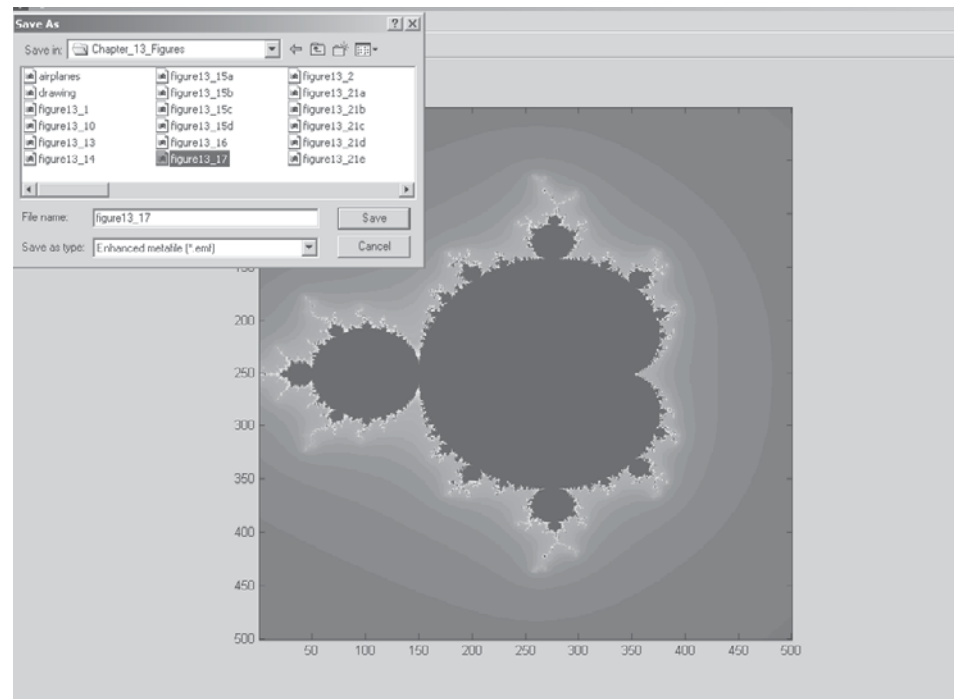 Save As
Save in: Chapter_13_Figures
airplanes figure13_15a figure13_2
drawing figure13_15b figure13_21a
figure13_1 figure13_15c figure13_21b
figure13_10 figure13_15d figure13_21c
figure13_13 figure13_16 figure13_21d
figure13_14 figure13_17 figure13_21e
File name: figure13_17 Save
Save as type: Enhanced metafile (*.emf) Cancel
150
200
250
300
350
400
450
500
50 100 150 200 250 300 350 400 450 500